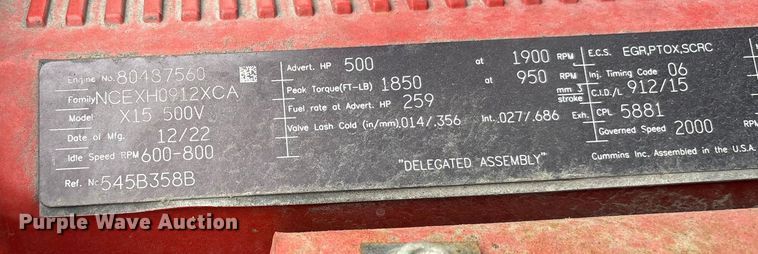 Engine No. 80487560
Family NCEXH0912XCA
Model X15 500V
Date of Mfg. 12/22
Idle Speed RPM 600-800
Ref. No 545B358B
Advert. HP 500 at 1900 RPM
Peak Torque(FT-LB) 1850 at 950 RPM
Fuel rate at Advert. HP 259 mm3 stroke
Valve Lash Cold (in/mm) .014/.356 Int. .027/.686 Exh.
"DELEGATED ASSEMBLY"
E.C.S. EGR,PTOX,SCRC
Inj. Timing Code 06
C.I.D./L 912/15
CPL 5881
Governed Speed 2000 RPM
Cummins Inc. Assembled in the U.S.A.
Purple Wave Auction